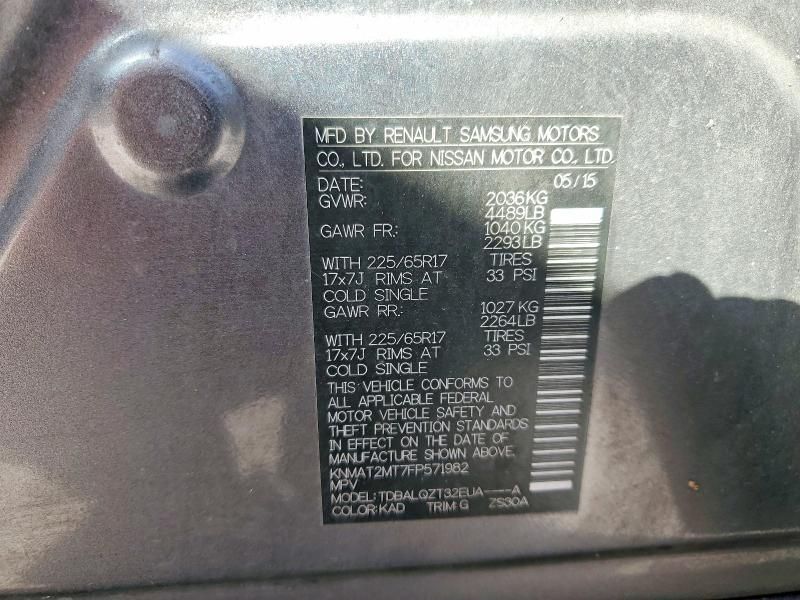 MFD BY RENAULT SAMSUNG MOTORS
CO., LTD. FOR NISSAN MOTOR CO., LTD.
DATE: 05/15
GVWR: 2036KG
4489LB
GAWR FR.: 1040KG
2293LB
WITH 225/65R17 TIRES
17x7J RIMS AT 33 PSI
COLD SINGLE
GAWR RR.: 1027KG
2264LB
WITH 225/65R17 TIRES
17x7J RIMS AT 33 PSI
COLD SINGLE
THIS VEHICLE CONFORMS TO
ALL APPLICABLE FEDERAL
MOTOR VEHICLE SAFETY AND
THEFT PREVENTION STANDARDS
IN EFFECT ON THE DATE OF
MANUFACTURE SHOWN ABOVE.
KNMAT2MT7FP571982
MPV
MODEL: TDBALQZT32EUA----A
COLOR: KAD TRIM: G ZS30A